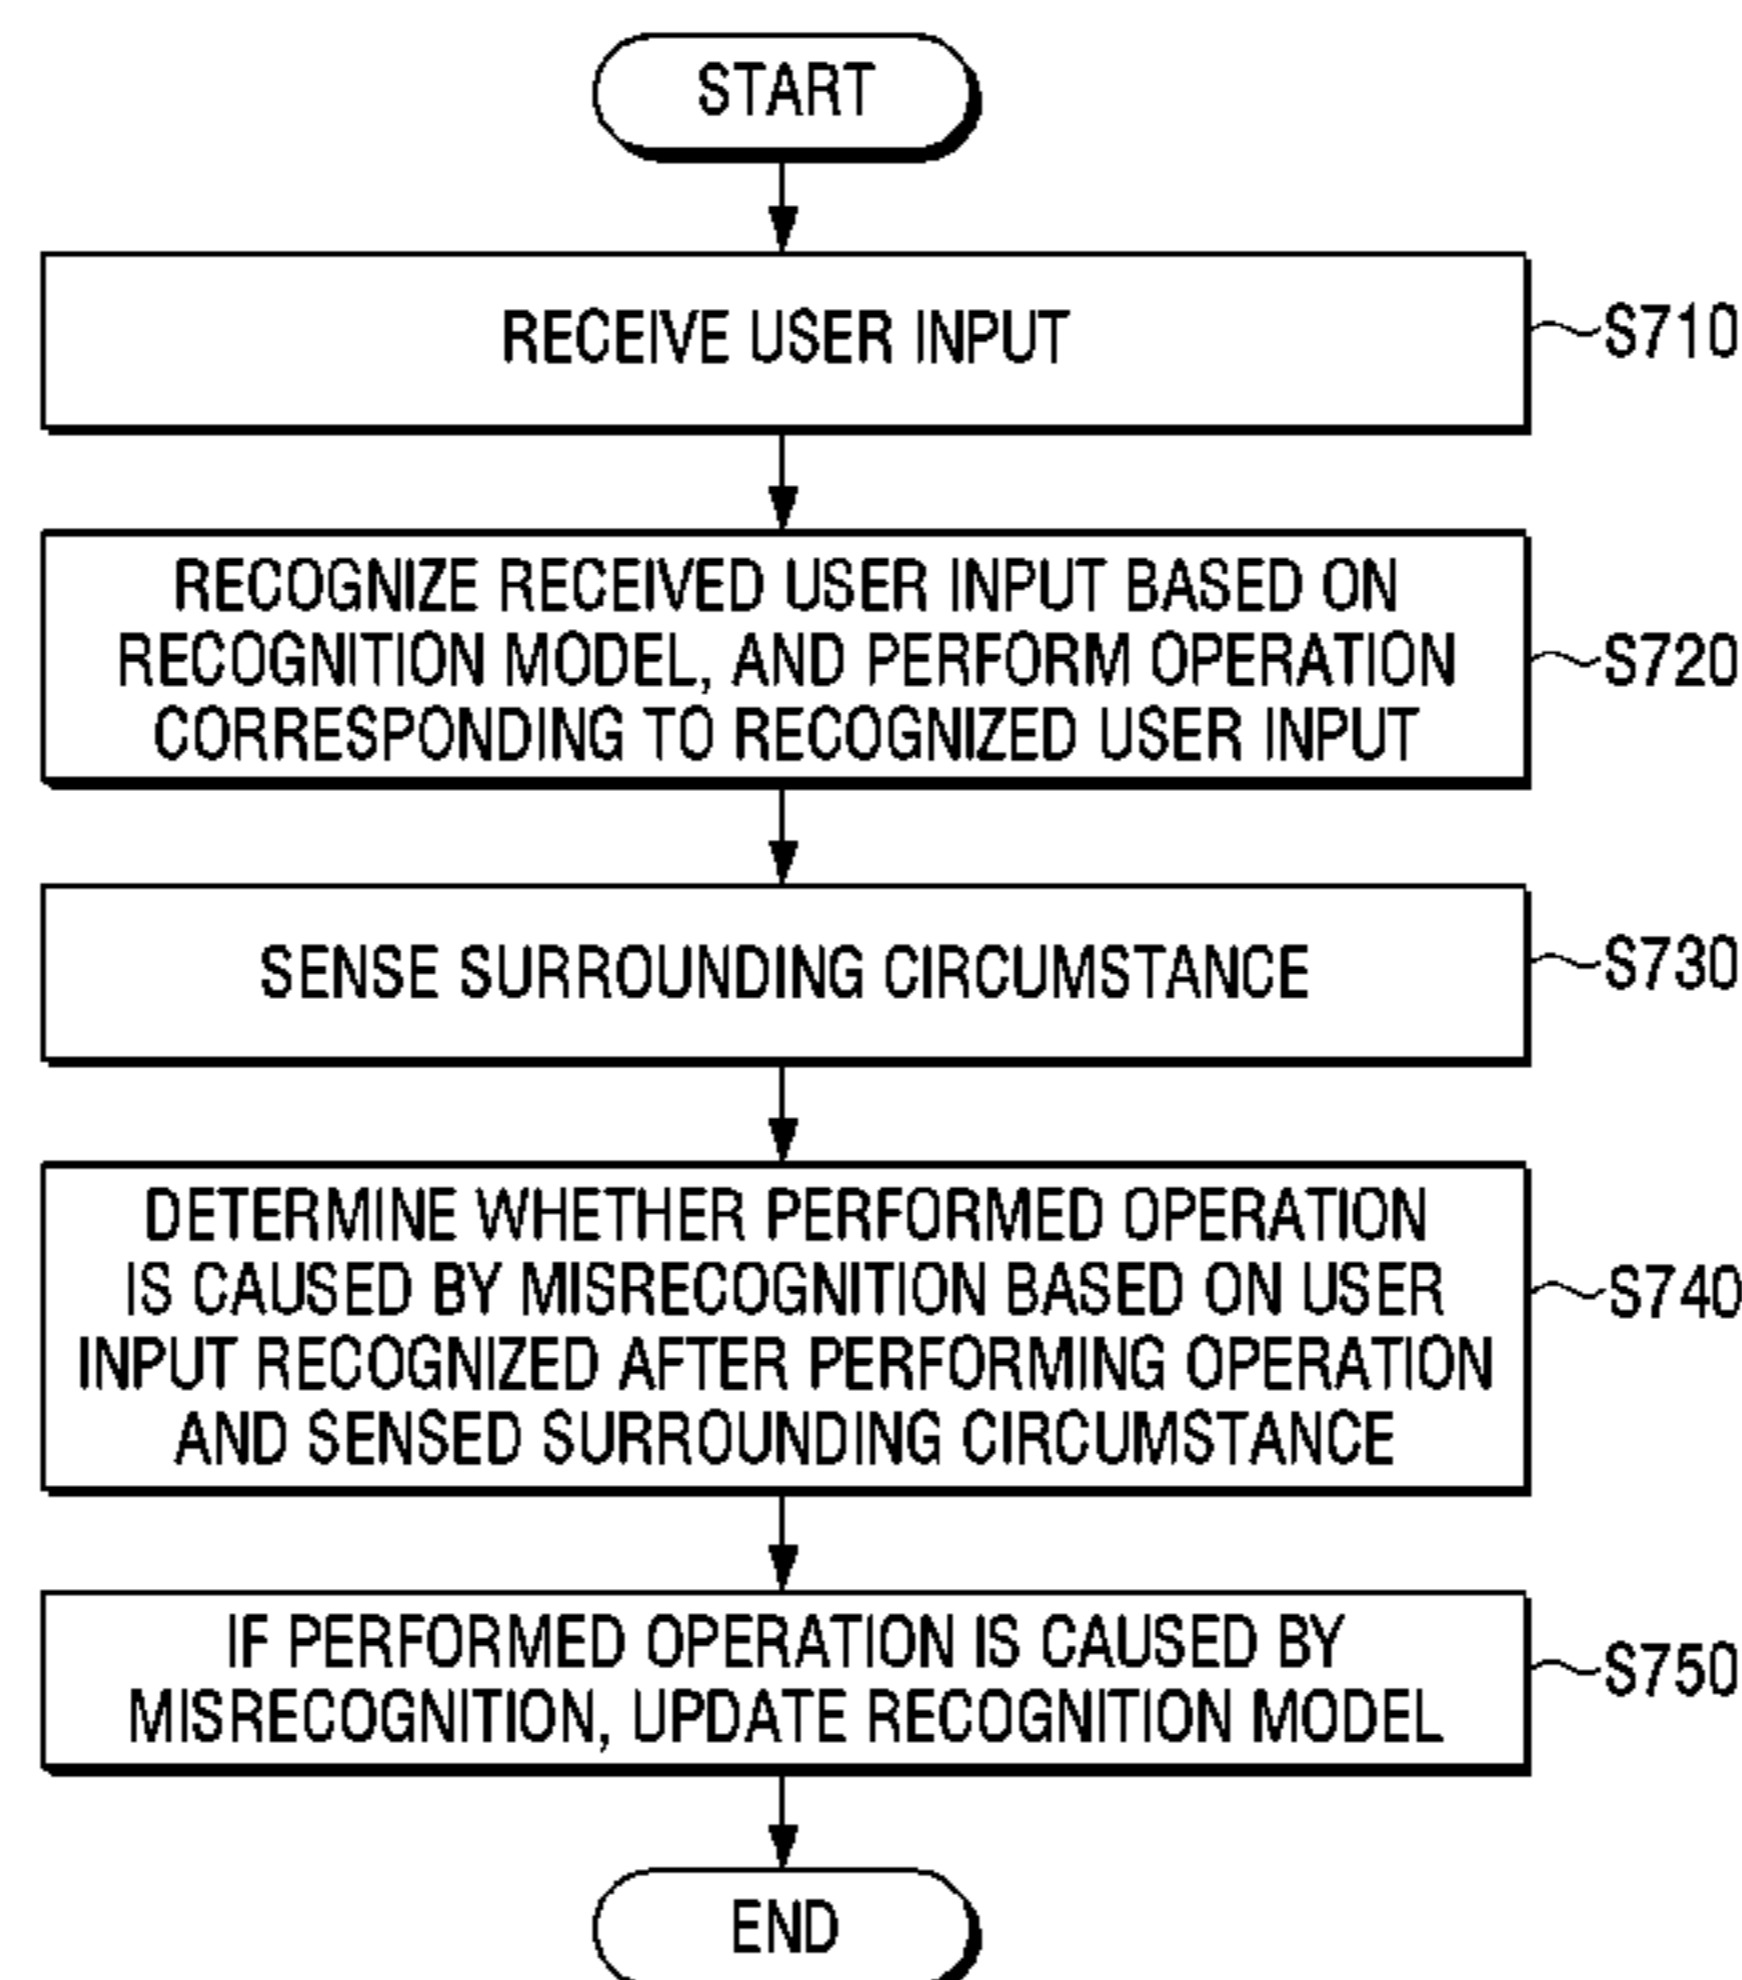 START
RECEIVE USER INPUT
S710
RECOGNIZE RECEIVED USER INPUT BASED ON
RECOGNITION MODEL, AND PERFORM OPERATION
CORRESPONDING TO RECOGNIZED USER INPUT
S720
SENSE SURROUNDING CIRCUMSTANCE
S730
DETERMINE WHETHER PERFORMED OPERATION
IS CAUSED BY MISRECOGNITION BASED ON USER
INPUT RECOGNIZED AFTER PERFORMING OPERATION
AND SENSED SURROUNDING CIRCUMSTANCE
S740
IF PERFORMED OPERATION IS CAUSED BY
MISRECOGNITION, UPDATE RECOGNITION MODEL
S750
END